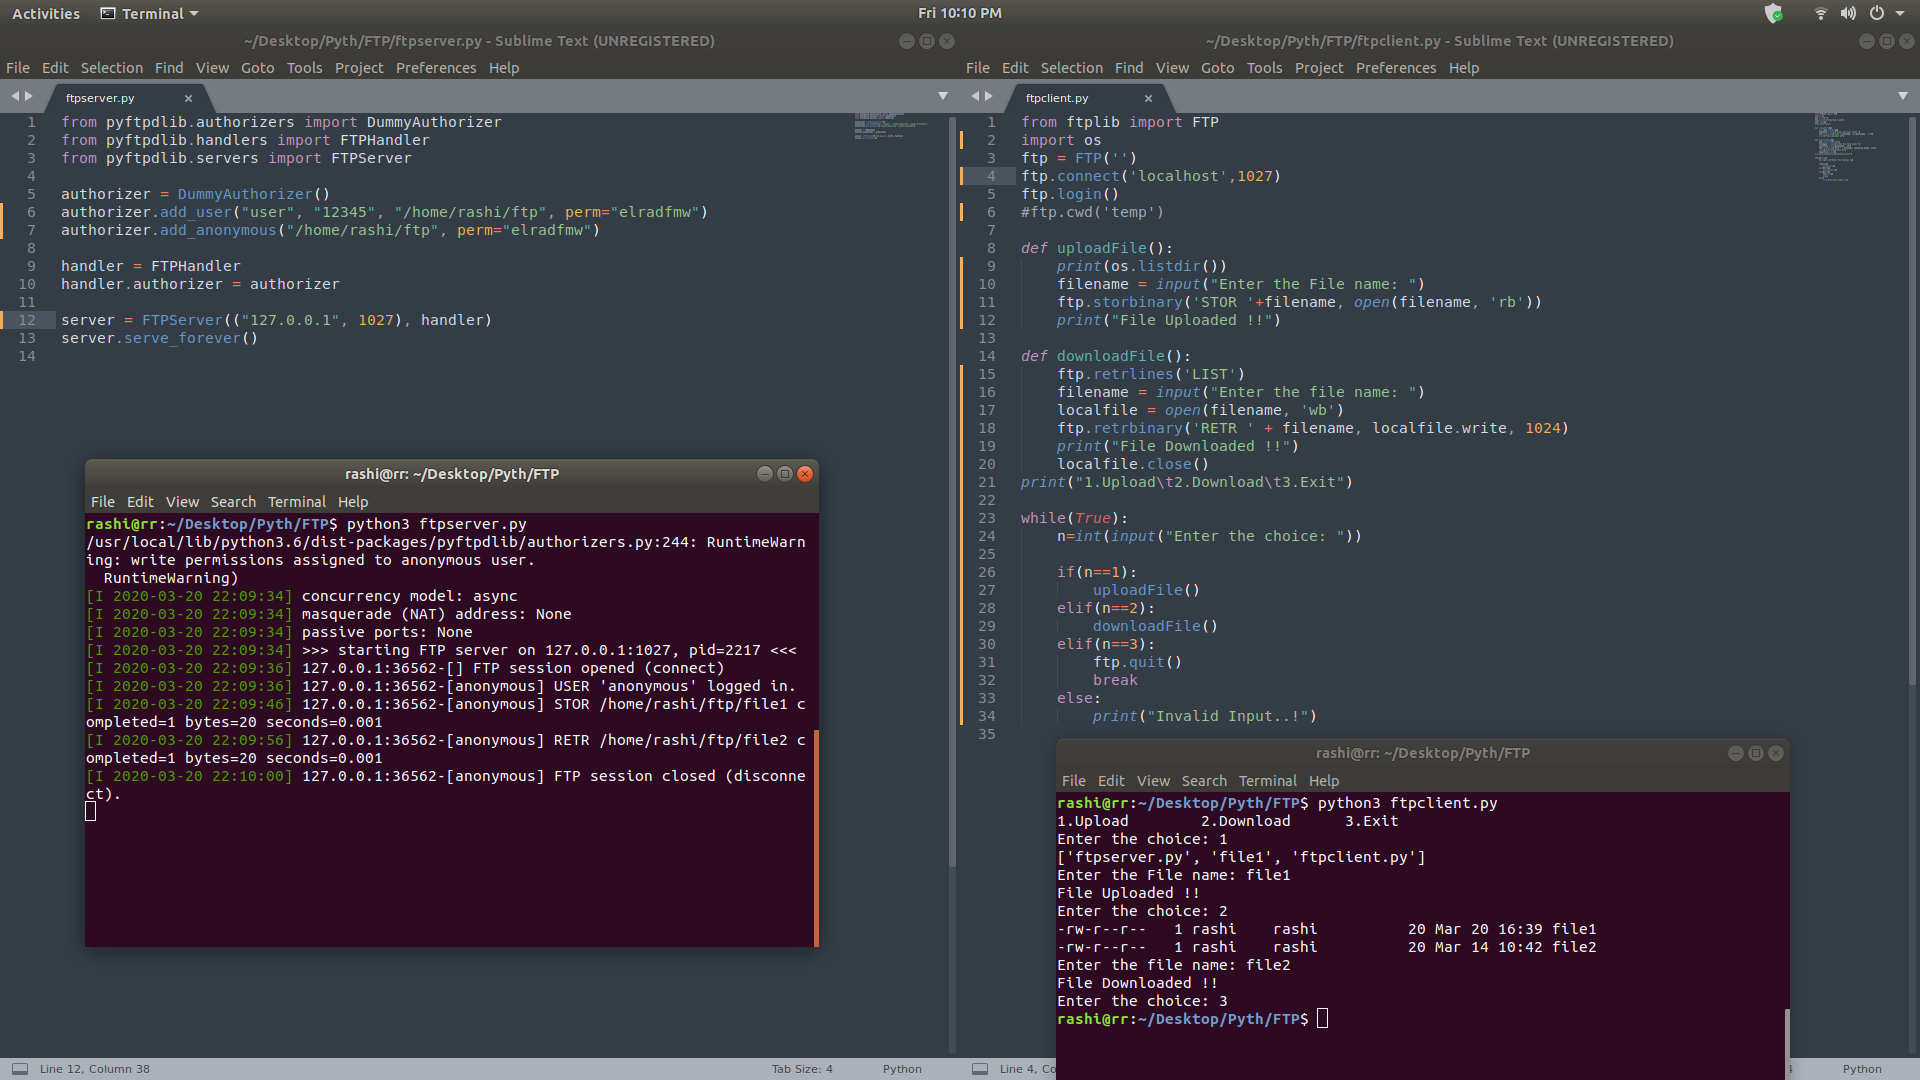 Activities Terminal Fri 10:10 PM
~/Desktop/Pyth/FTP/ftpserver.py - Sublime Text (UNREGISTERED)
File Edit Selection Find View Goto Tools Project Preferences Help
ftpserver.py
1 from pyftpdlib.authorizers import DummyAuthorizer
2 from pyftpdlib.handlers import FTPHandler
3 from pyftpdlib.servers import FTPServer
4
5 authorizer = DummyAuthorizer()
6 authorizer.add_user("user", "12345", "/home/rashi/ftp", perm="elradfmw")
7 authorizer.add_anonymous("/home/rashi/ftp", perm="elradfmw")
8
9 handler = FTPHandler
10 handler.authorizer = authorizer
11
12 server = FTPServer(("127.0.0.1", 1027), handler)
13 server.serve_forever()
14
rashi@rr: ~/Desktop/Pyth/FTP
File Edit View Search Terminal Help
rashi@rr:~/Desktop/Pyth/FTP$ python3 ftpserver.py
/usr/local/lib/python3.6/dist-packages/pyftpdlib/authorizers.py:244: RuntimeWarn
ing: write permissions assigned to anonymous user.
  RuntimeWarning)
[I 2020-03-20 22:09:34] concurrency model: async
[I 2020-03-20 22:09:34] masquerade (NAT) address: None
[I 2020-03-20 22:09:34] passive ports: None
[I 2020-03-20 22:09:34] >>> starting FTP server on 127.0.0.1:1027, pid=2217 <<<
[I 2020-03-20 22:09:36] 127.0.0.1:36562-[] FTP session opened (connect)
[I 2020-03-20 22:09:36] 127.0.0.1:36562-[anonymous] USER 'anonymous' logged in.
[I 2020-03-20 22:09:46] 127.0.0.1:36562-[anonymous] STOR /home/rashi/ftp/file1 c
ompleted=1 bytes=20 seconds=0.001
[I 2020-03-20 22:09:56] 127.0.0.1:36562-[anonymous] RETR /home/rashi/ftp/file2 c
ompleted=1 bytes=20 seconds=0.001
[I 2020-03-20 22:10:00] 127.0.0.1:36562-[anonymous] FTP session closed (disconne
ct).
Line 12, Column 38 Tab Size: 4 Python
~/Desktop/Pyth/FTP/ftpclient.py - Sublime Text (UNREGISTERED)
File Edit Selection Find View Goto Tools Project Preferences Help
ftpclient.py
1 from ftplib import FTP
2 import os
3 ftp = FTP('')
4 ftp.connect('localhost',1027)
5 ftp.login()
6 #ftp.cwd('temp')
7
8 def uploadFile():
9     print(os.listdir())
10     filename = input("Enter the File name: ")
11     ftp.storbinary('STOR '+filename, open(filename, 'rb'))
12     print("File Uploaded !!")
13
14 def downloadFile():
15     ftp.retrlines('LIST')
16     filename = input("Enter the file name: ")
17     localfile = open(filename, 'wb')
18     ftp.retrbinary('RETR ' + filename, localfile.write, 1024)
19     print("File Downloaded !!")
20     localfile.close()
21 print("1.Upload\t2.Download\t3.Exit")
22
23 while(True):
24     n=int(input("Enter the choice: "))
25
26     if(n==1):
27         uploadFile()
28     elif(n==2):
29         downloadFile()
30     elif(n==3):
31         ftp.quit()
32         break
33     else:
34         print("Invalid Input..!")
35
rashi@rr: ~/Desktop/Pyth/FTP
File Edit View Search Terminal Help
rashi@rr:~/Desktop/Pyth/FTP$ python3 ftpclient.py
1.Upload        2.Download      3.Exit
Enter the choice: 1
['ftpserver.py', 'file1', 'ftpclient.py']
Enter the File name: file1
File Uploaded !!
Enter the choice: 2
-rw-r--r--   1 rashi    rashi          20 Mar 20 16:39 file1
-rw-r--r--   1 rashi    rashi          20 Mar 14 10:42 file2
Enter the file name: file2
File Downloaded !!
Enter the choice: 3
rashi@rr:~/Desktop/Pyth/FTP$
Line 4, Co Python